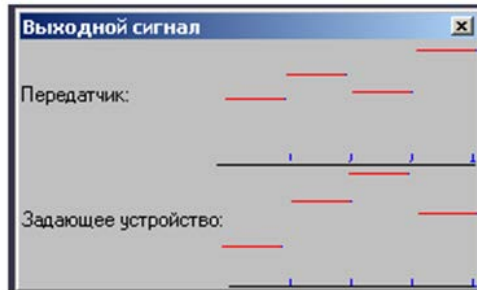 Выходной сигнал
Передатчик:
Задающее устройство: